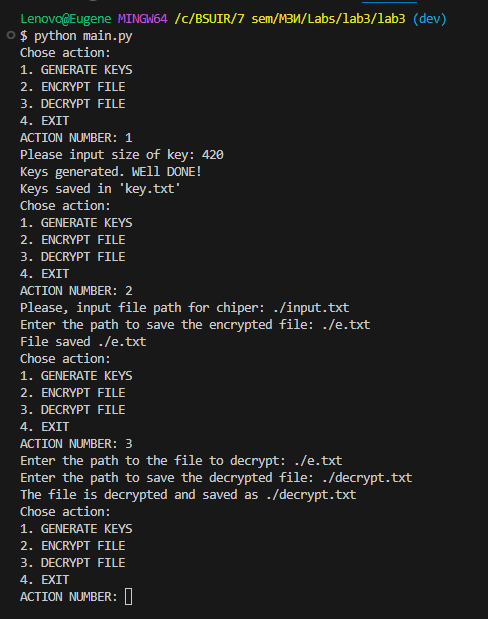 Lenovo@Eugene MINGW64 /c/BSUIR/7 sem/МЗИ/Labs/lab3/lab3 (dev)
$ python main.py
Chose action:
1. GENERATE KEYS
2. ENCRYPT FILE
3. DECRYPT FILE
4. EXIT
ACTION NUMBER: 1
Please input size of key: 420
Keys generated. WEll DONE!
Keys saved in 'key.txt'
Chose action:
1. GENERATE KEYS
2. ENCRYPT FILE
3. DECRYPT FILE
4. EXIT
ACTION NUMBER: 2
Please, input file path for chiper: ./input.txt
Enter the path to save the encrypted file: ./e.txt
File saved ./e.txt
Chose action:
1. GENERATE KEYS
2. ENCRYPT FILE
3. DECRYPT FILE
4. EXIT
ACTION NUMBER: 3
Enter the path to the file to decrypt: ./e.txt
Enter the path to save the decrypted file: ./decrypt.txt
The file is decrypted and saved as ./decrypt.txt
Chose action:
1. GENERATE KEYS
2. ENCRYPT FILE
3. DECRYPT FILE
4. EXIT
ACTION NUMBER: